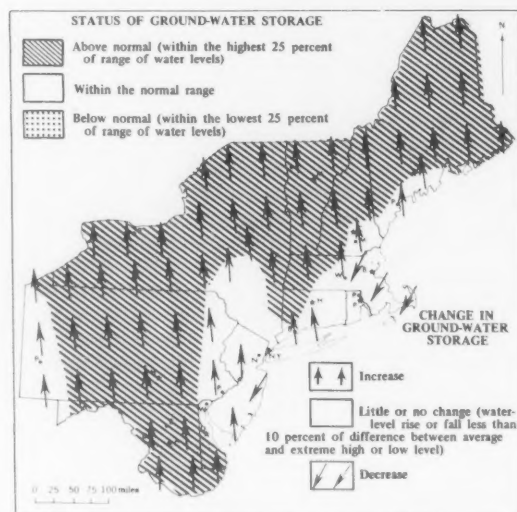 STATUS OF GROUND-WATER STORAGE
Above normal (within the highest 25 percent
of range of water levels)
Within the normal range
Below normal (within the lowest 25 percent
of range of water levels)
N
CHANGE IN
GROUND-WATER
STORAGE
Increase
Little or no change (water-
level rise or fall less than
10 percent of difference between average
and extreme high or low level)
Decrease
0 25 50 75 100 miles